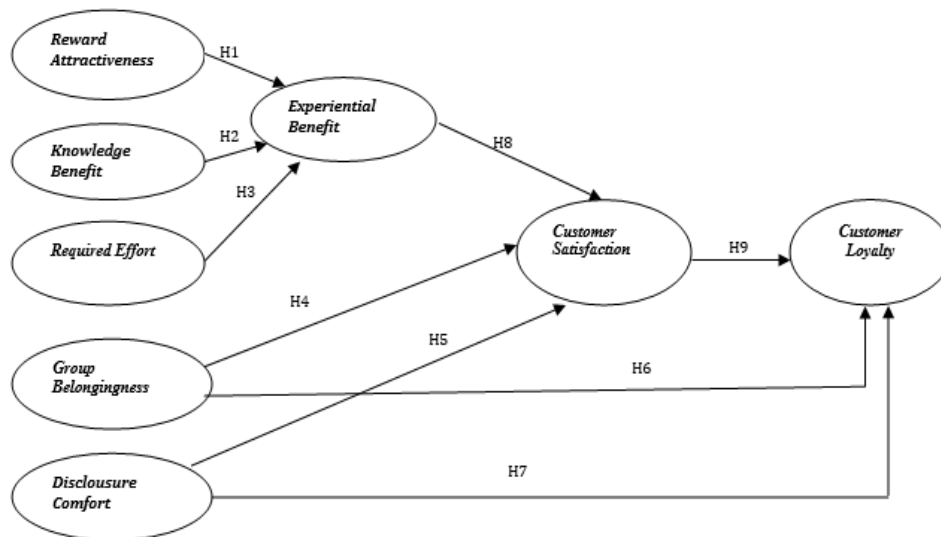 Reward
Attractiveness
H1
Experiential
Benefit
Knowledge
Benefit
H2
H8
H3
Required Effort
Customer
Satisfaction
H9
Customer
Loyalty
H4
H5
Group
Belongingness
H6
Disclousure
Comfort
H7